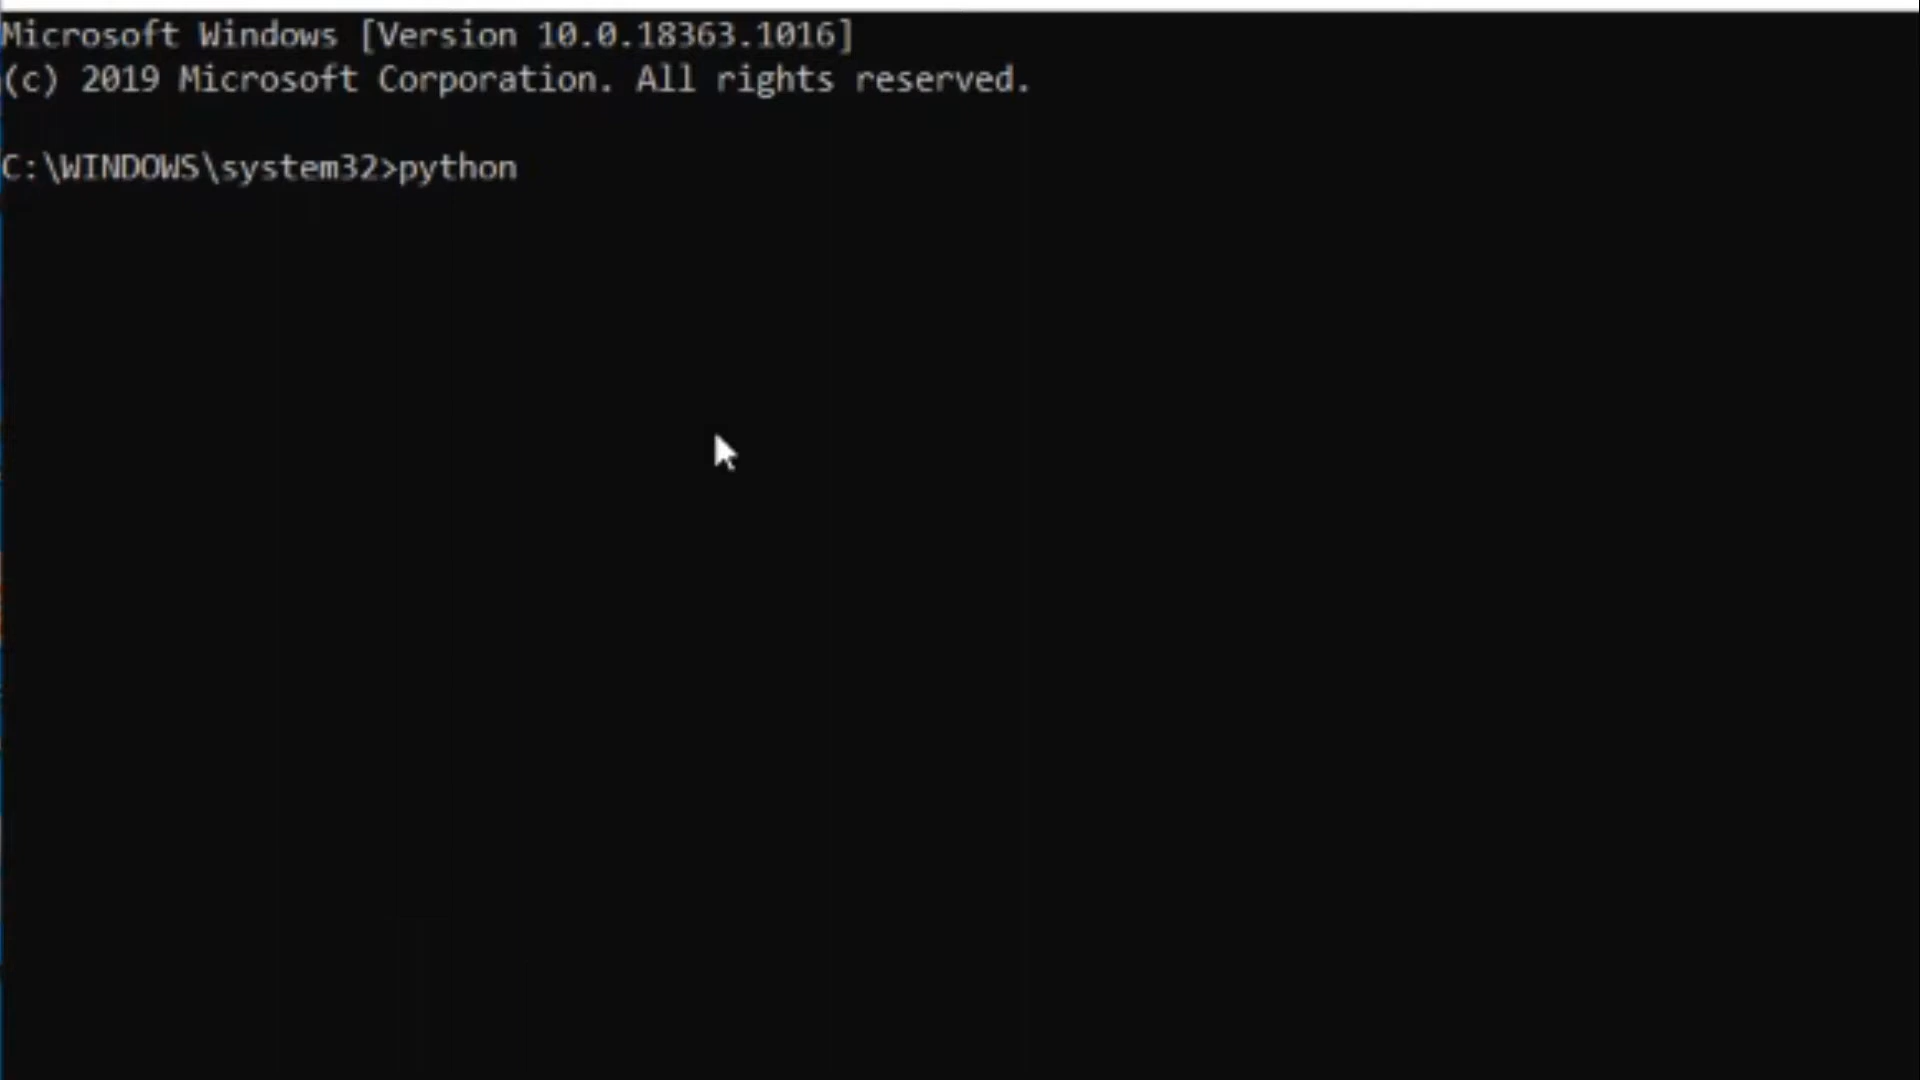 Microsoft Windows [Version 10.0.18363.1016]
(c) 2019 Microsoft Corporation. All rights reserved.
C:\WINDOWS\system32>python